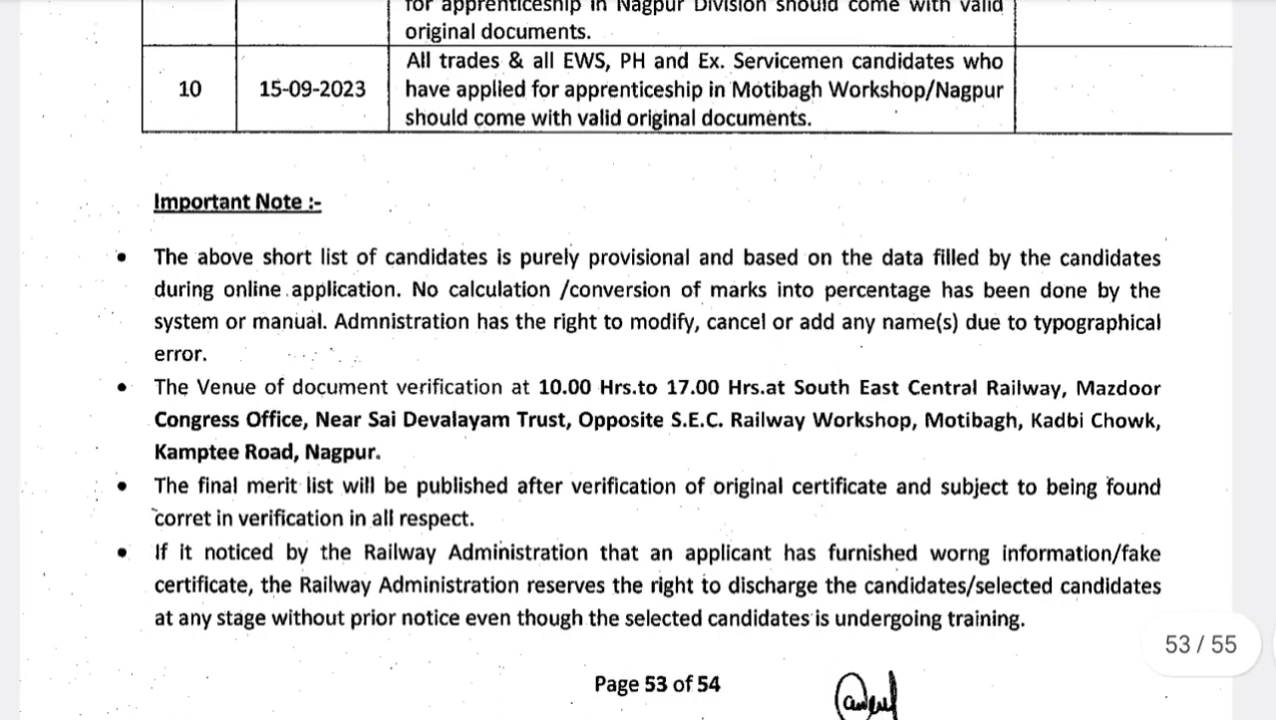 for apprenticeship in Nagpur Division should come with valid
original documents.
10
15-09-2023
All trades & all EWS, PH and Ex. Servicemen candidates who
have applied for apprenticeship in Motibagh Workshop/Nagpur
should come with valid original documents.
Important Note :-
• The above short list of candidates is purely provisional and based on the data filled by the candidates
during online application. No calculation /conversion of marks into percentage has been done by the
system or manual. Admnistration has the right to modify, cancel or add any name(s) due to typographical
error.
• The Venue of document verification at 10.00 Hrs.to 17.00 Hrs.at South East Central Railway, Mazdoor
Congress Office, Near Sai Devalayam Trust, Opposite S.E.C. Railway Workshop, Motibagh, Kadbi Chowk,
Kamptee Road, Nagpur.
• The final merit list will be published after verification of original certificate and subject to being found
corret in verification in all respect.
• If it noticed by the Railway Administration that an applicant has furnished worng information/fake
certificate, the Railway Administration reserves the right to discharge the candidates/selected candidates
at any stage without prior notice even though the selected candidates is undergoing training.
53 / 55
Page 53 of 54